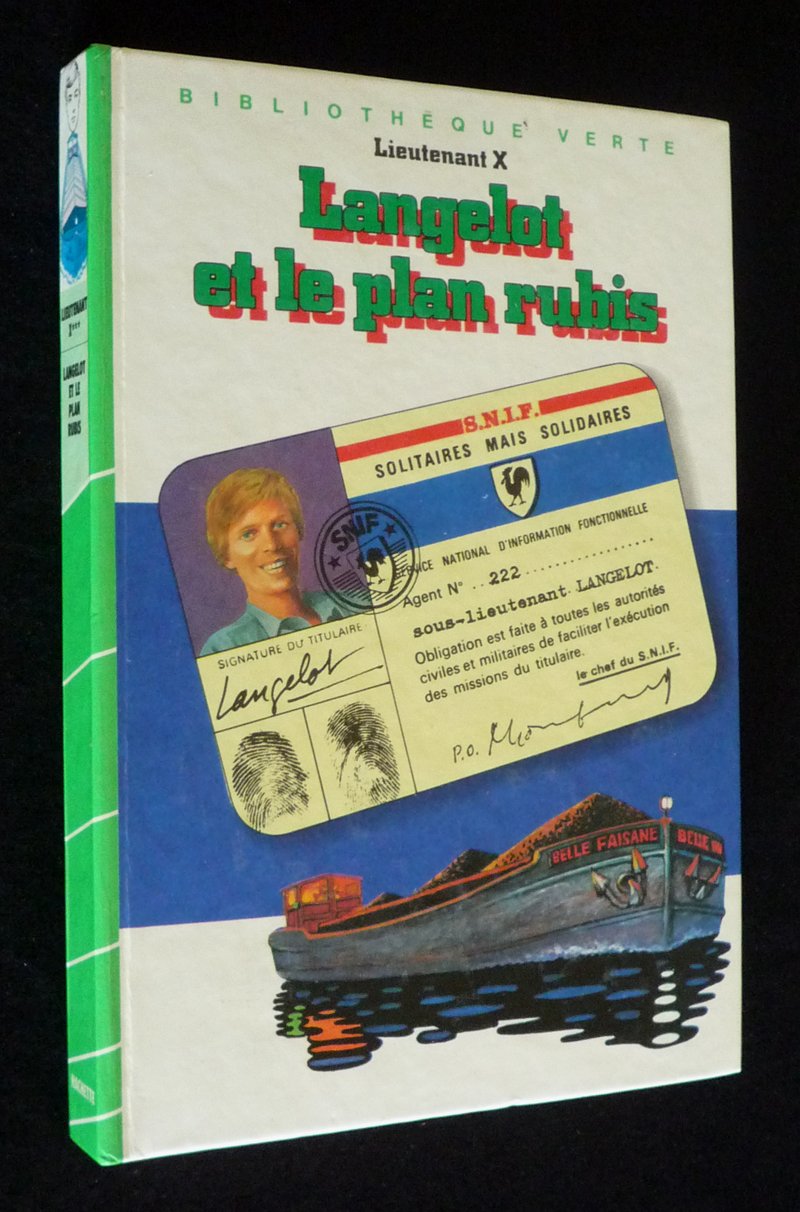 BIBLIOTHÈQUE VERTE
Lieutenant X
Langelot
et le plan rubis
S.N.I.F.
SOLITAIRES MAIS SOLIDAIRES
SNIF
SERVICE NATIONAL D'INFORMATION FONCTIONNELLE
Agent N° ..222..................
sous-lieutenant. LANGELOT.
Obligation est faite à toutes les autorités
civiles et militaires de faciliter l'exécution
des missions du titulaire.
le chef du S.N.I.F.
P.O.
SIGNATURE DU TITULAIRE:
Langelot
BELLE FAISANE
BELLE
LIEUTENANT
X***
LANGELOT
ET LE
PLAN
RUBIS
HACHETTE